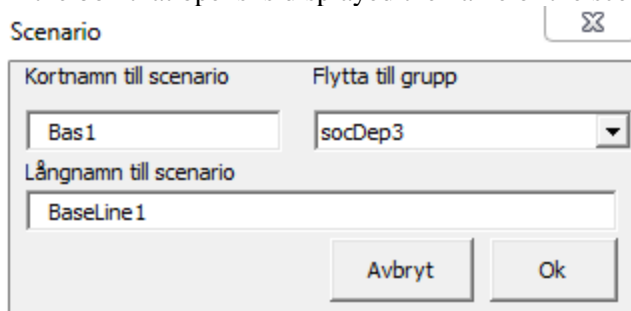 Scenario
Kortnamn till scenario Flytta till grupp
Bas1 socDep3
Långnamn till scenario
BaseLine1
Avbryt Ok